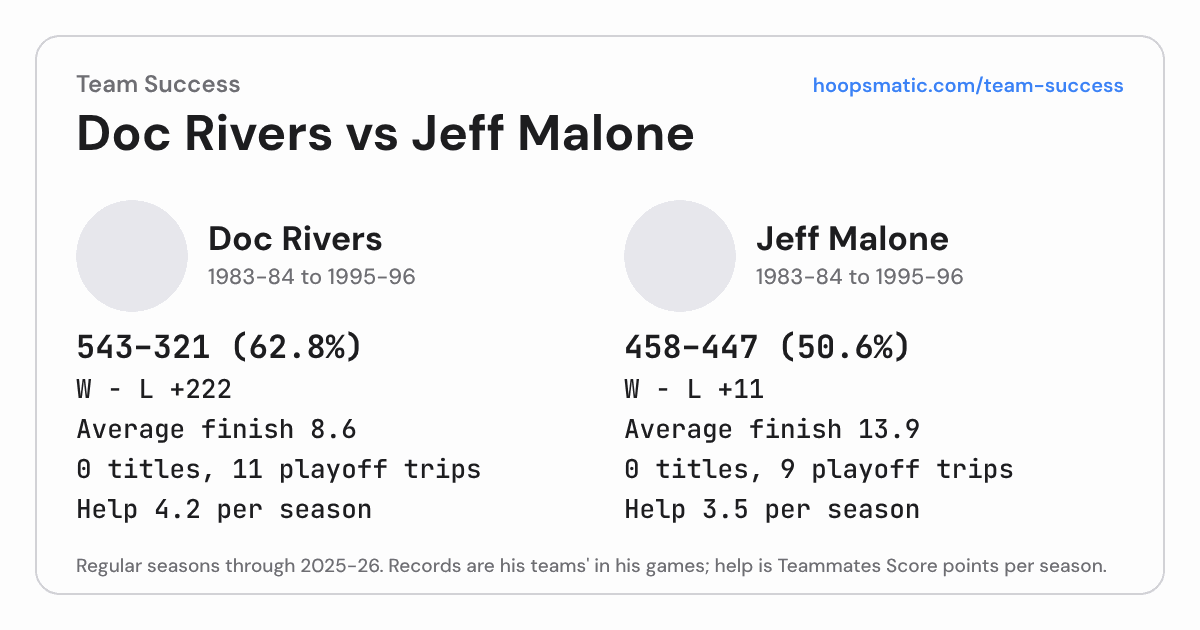 Team Success
hoopsmatic.com/team-success
Doc Rivers vs Jeff Malone
Doc Rivers
1983-84 to 1995-96
543-321 (62.8%)
W - L +222
Average finish 8.6
0 titles, 11 playoff trips
Help 4.2 per season
Jeff Malone
1983-84 to 1995-96
458-447 (50.6%)
W - L +11
Average finish 13.9
0 titles, 9 playoff trips
Help 3.5 per season
Regular seasons through 2025-26. Records are his teams' in his games; help is Teammates Score points per season.